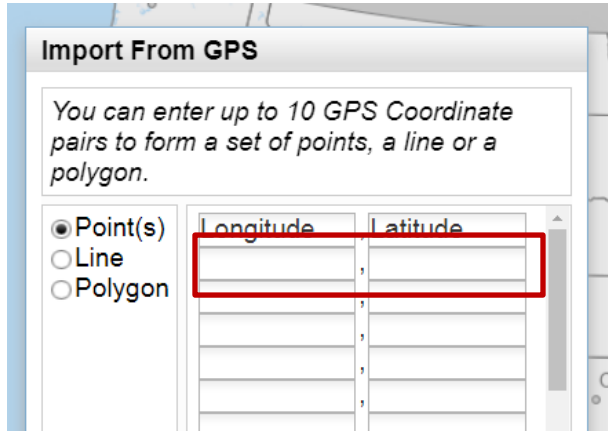 Import From GPS
You can enter up to 10 GPS Coordinate
pairs to form a set of points, a line or a
polygon.
Point(s)
Line
Polygon
Longitude , Latitude
,
,
,
,
,